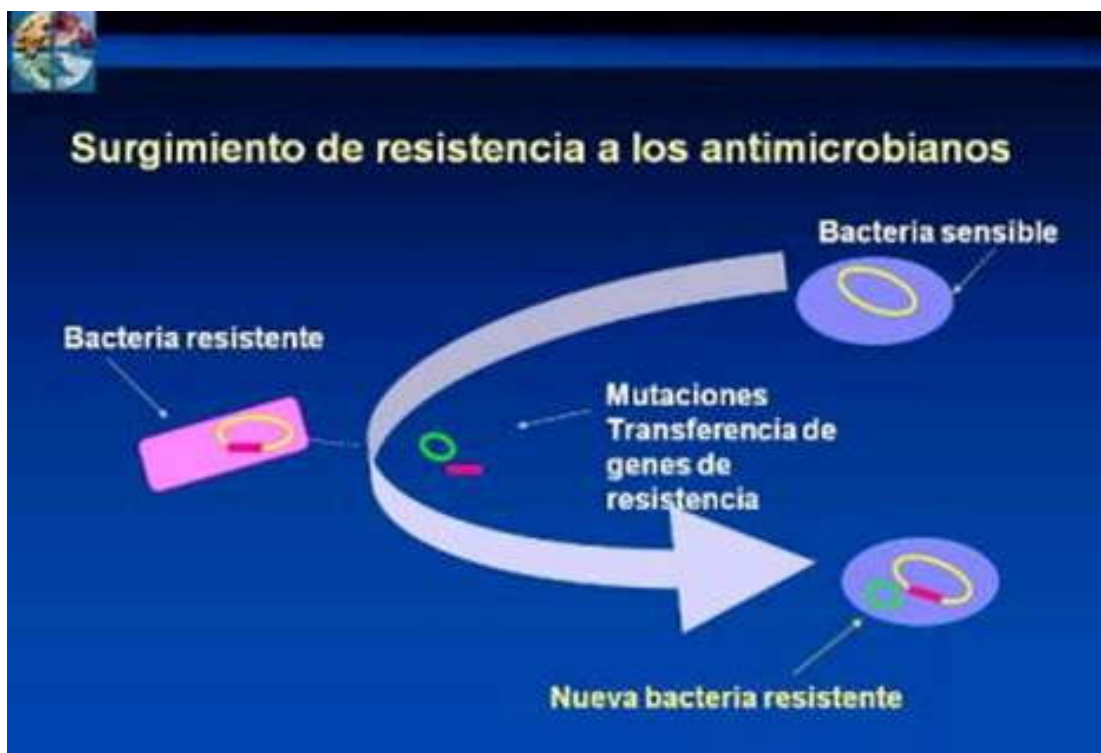 Surgimiento de resistencia a los antimicrobianos
Bacteria sensible
Bacteria resistente
Mutaciones
Transferencia de
genes de
resistencia
Nueva bacteria resistente